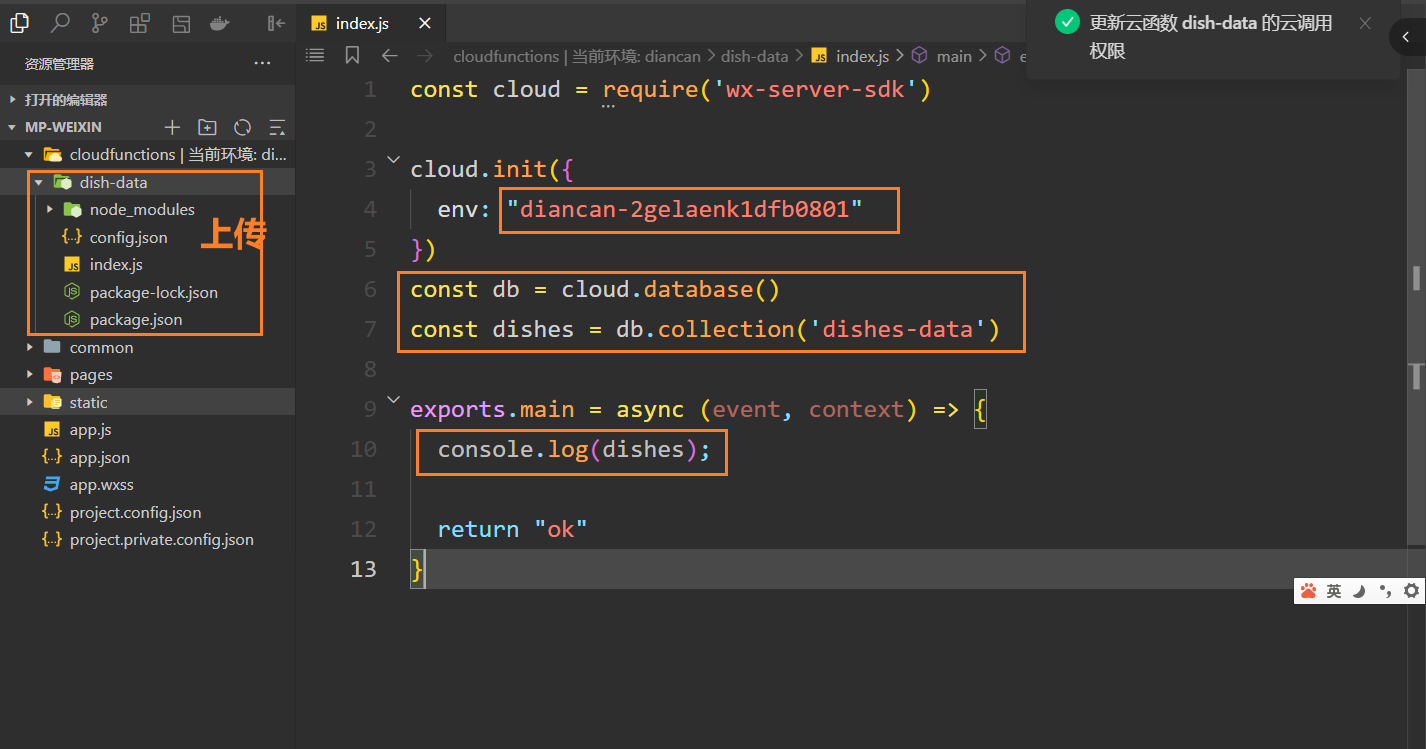 index.js
更新云函数 dish-data 的云调用
权限
资源管理器
cloudfunctions | 当前环境: diancan > dish-data > index.js > main >
打开的编辑器
MP-WEIXIN
cloudfunctions | 当前环境: di...
dish-data
node_modules
config.json
上传
index.js
package-lock.json
package.json
common
pages
static
app.js
app.json
app.wxss
project.config.json
project.private.config.json
1 const cloud = require('wx-server-sdk')
2
3 cloud.init({
4 env: "diancan-2gelaenk1dfb0801"
5 })
6 const db = cloud.database()
7 const dishes = db.collection('dishes-data')
8
9 exports.main = async (event, context) => {
10 console.log(dishes);
11
12 return "ok"
13 }
英